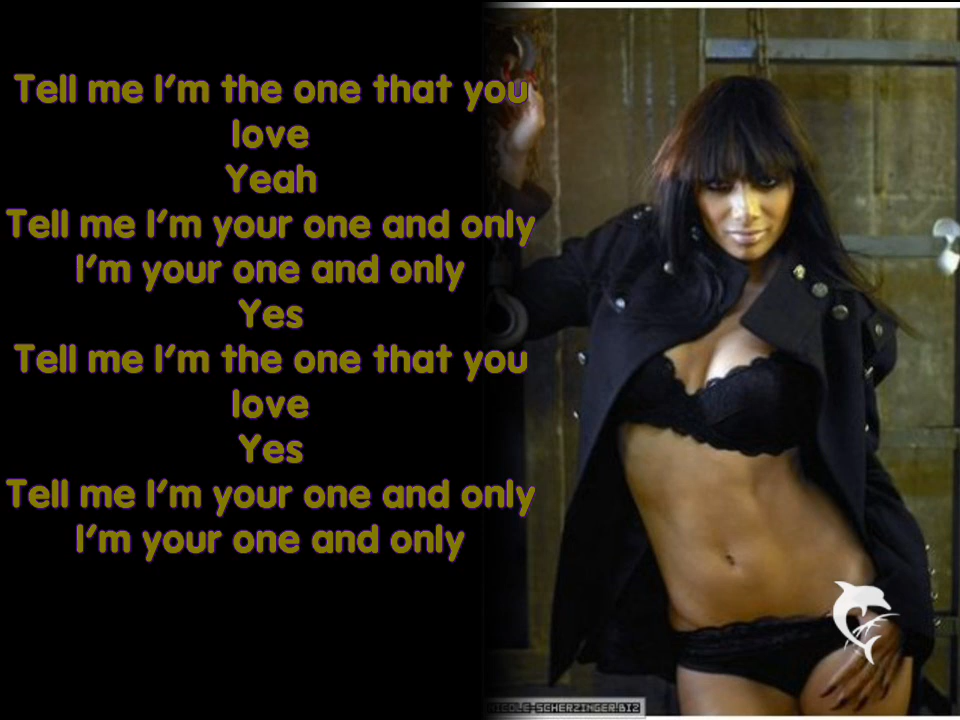 Tell me I'm the one that you
love
Yeah
Tell me I'm your one and only
I'm your one and only
Yes
Tell me I'm the one that you
love
Yes
Tell me I'm your one and only
I'm your one and only
NICOLE-SCHERZINGER.BIZ